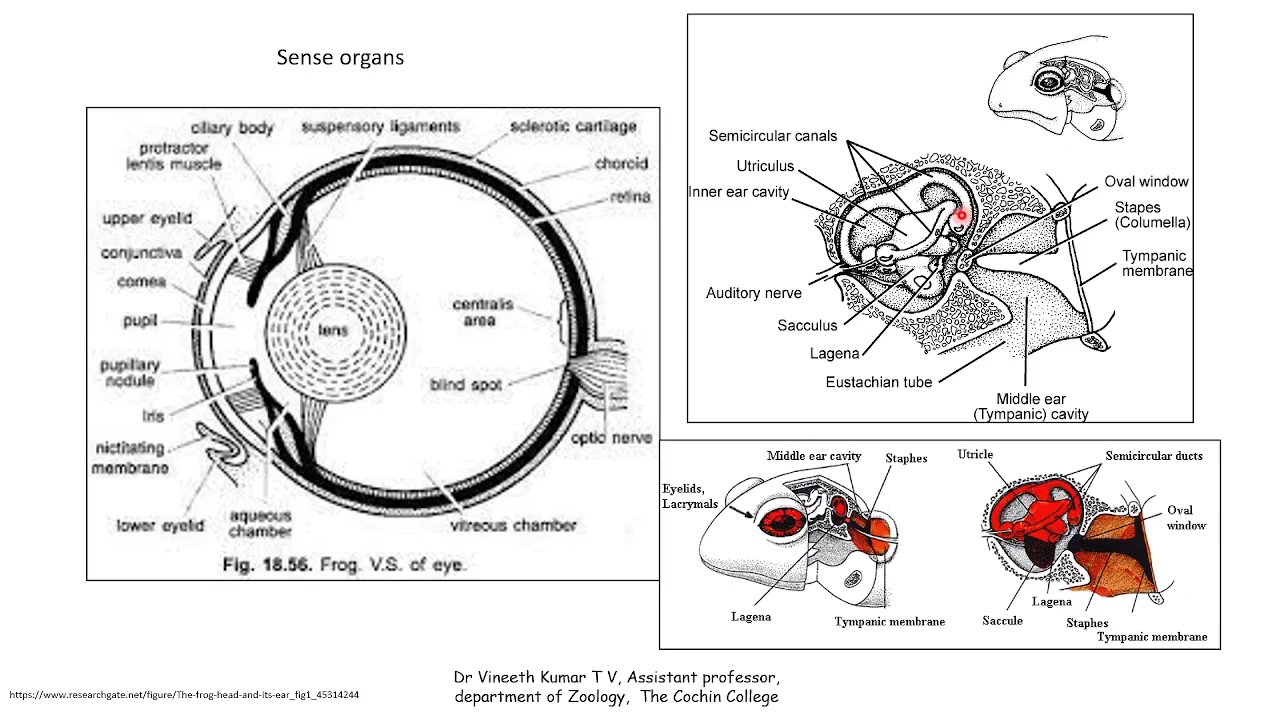 Sense organs
ciliary body
suspensory ligaments
sclerotic cartilage
protractor
lentis muscle
choroid
retina
upper eyelid
conjunctiva
cornea
centralis
area
pupil
lens
pupillary
nodule
blind spot
Iris
optic nerve
nictitating
membrane
lower eyelid
aqueous
chamber
vitreous chamber
Fig. 18.56. Frog. V.S. of eye.
Semicircular canals
Utriculus
Inner ear cavity
Oval window
Stapes
(Columella)
Tympanic
membrane
Auditory nerve
Sacculus
Lagena
Eustachian tube
Middle ear
(Tympanic) cavity
Middle ear cavity
Staphes
Eyelids,
Lacrymals
Lagena
Tympanic membrane
Utricle
Semicircular ducts
Oval
window
Lagena
Saccule
Staphes
Tympanic membrane
Dr Vineeth Kumar T V, Assistant professor,
department of Zoology, The Cochin College
https://www.researchgate.net/figure/The-frog-head-and-its-ear_fig1_45314244